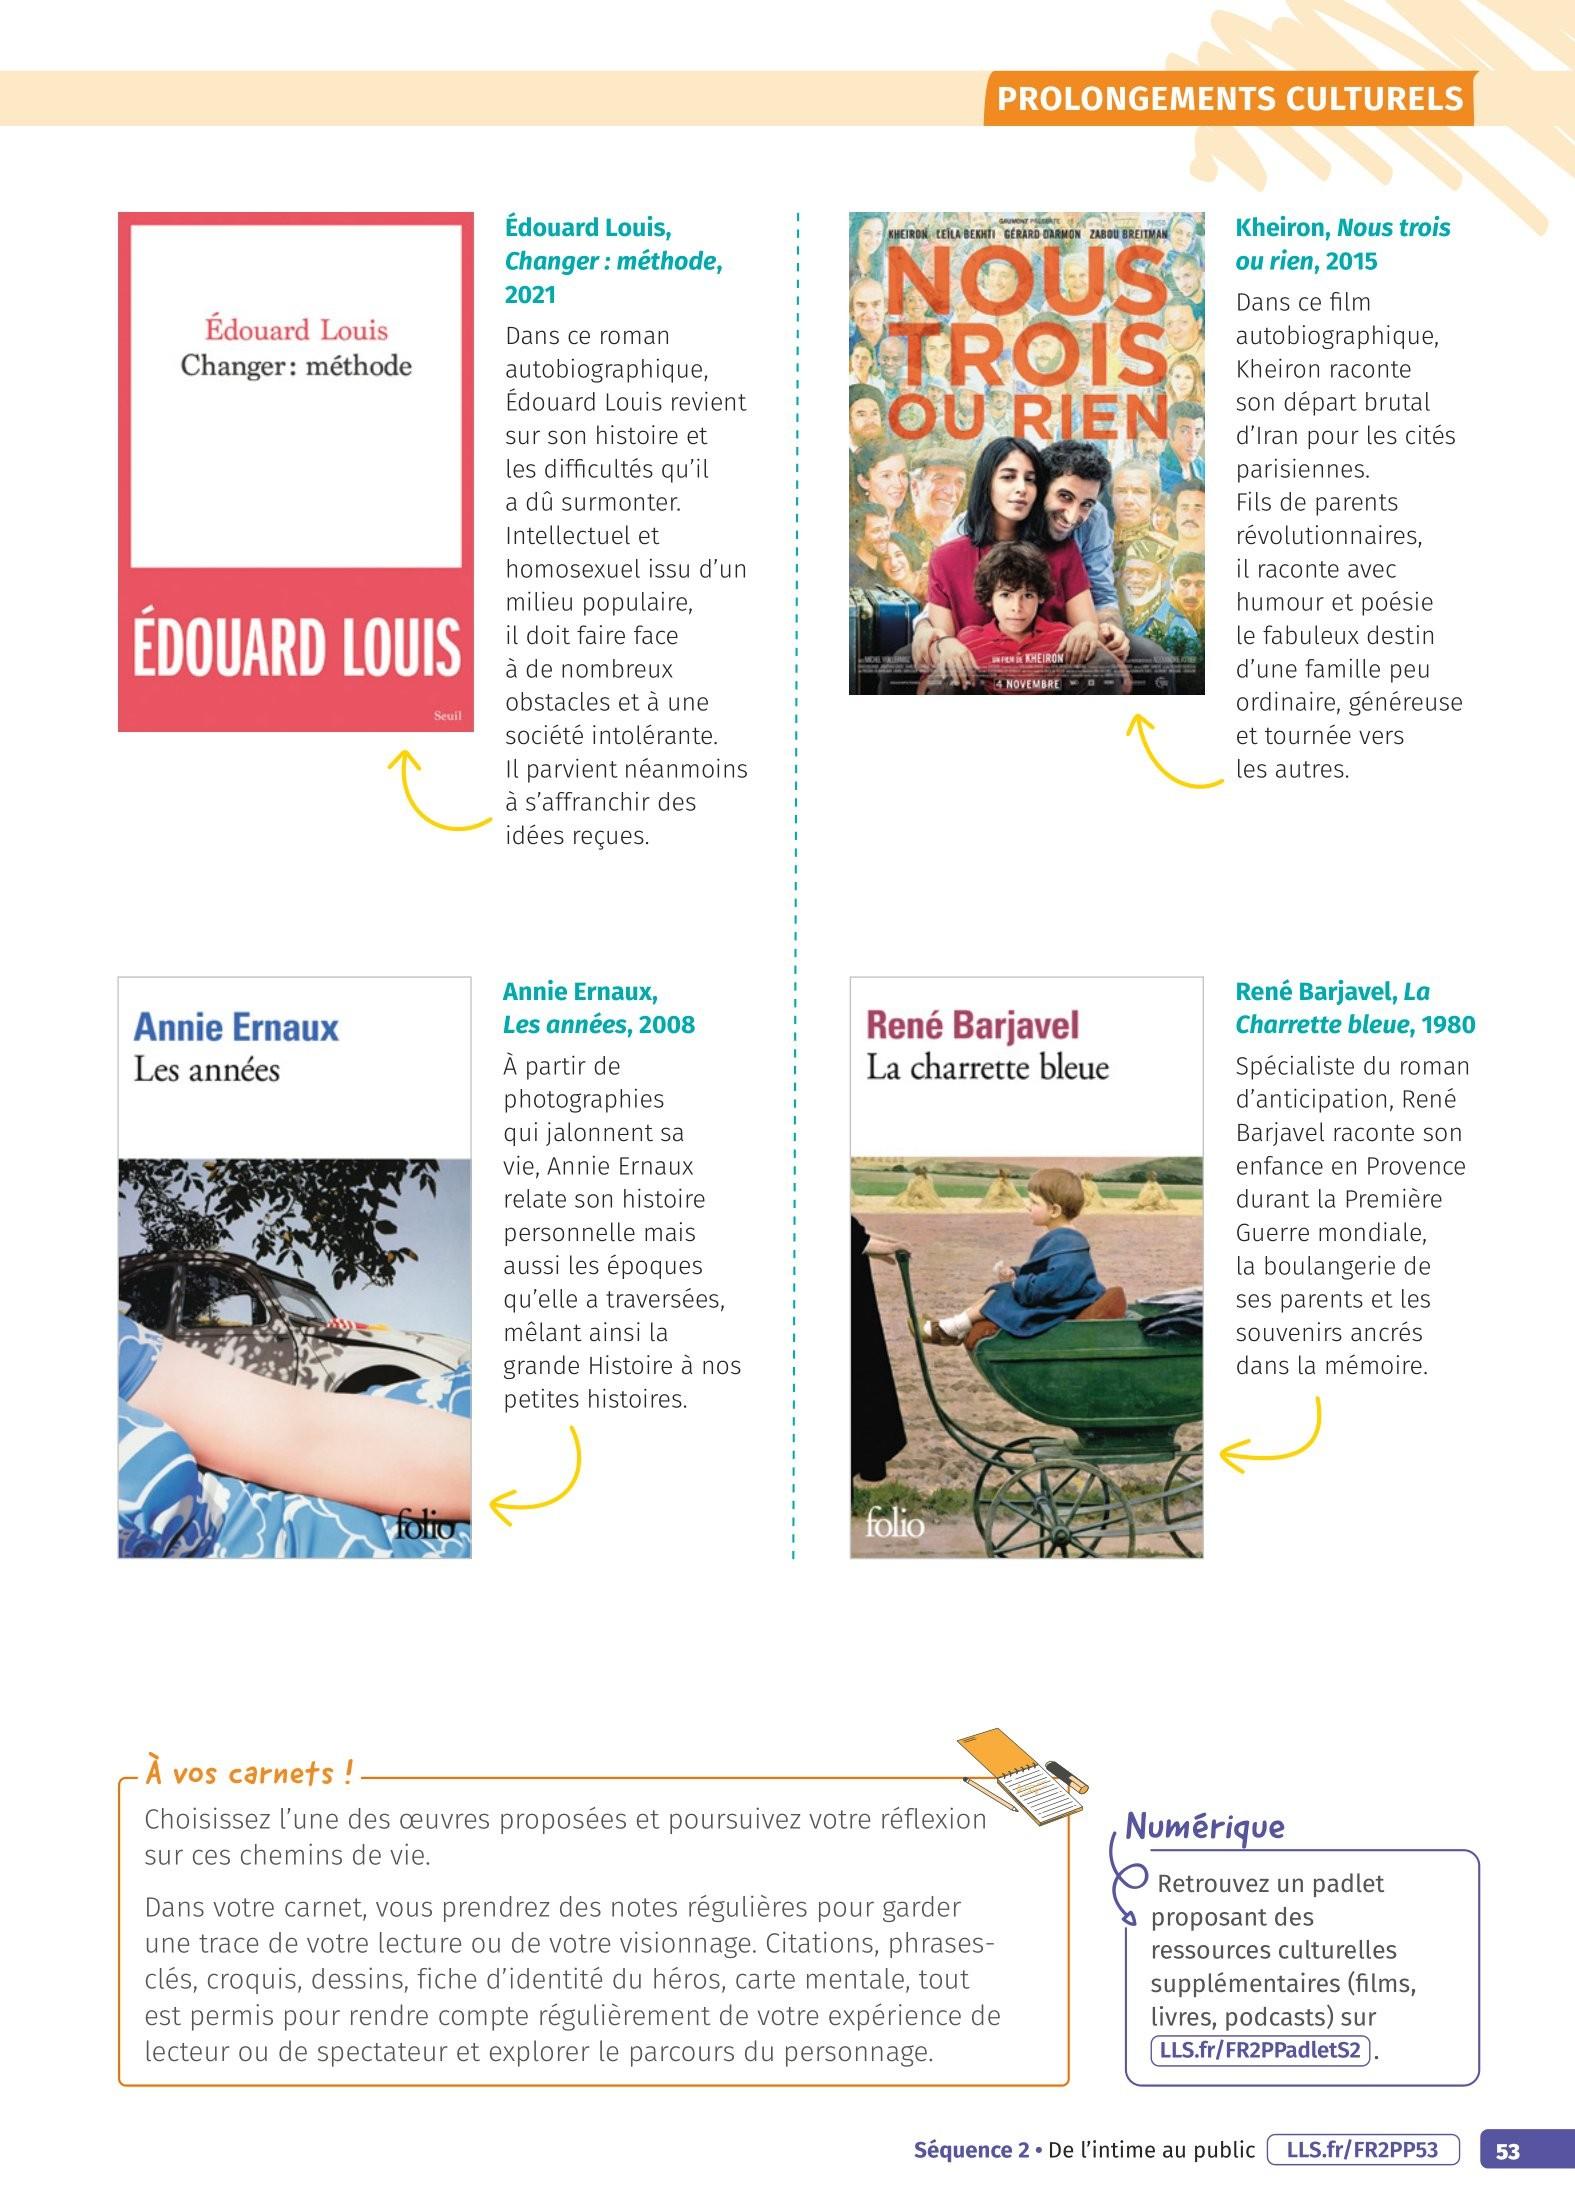 PROLONGEMENTS CULTURELS
Édouard Louis
Changer : méthode
ÉDOUARD LOUIS
Seuil
Édouard Louis,
Changer : méthode,
2021
Dans ce roman
autobiographique,
Édouard Louis revient
sur son histoire et
les difficultés qu’il
a dû surmonter.
Intellectuel et
homosexuel issu d’un
milieu populaire,
il doit faire face
à de nombreux
obstacles et à une
société intolérante.
Il parvient néanmoins
à s’affranchir des
idées reçues.
GAUMONT PRÉSENTE
KHEIRON LEÏLA BEKHTI GÉRARD DARMON ZABOU BREITMAN
NOUS
TROIS
OU RIEN
UN FILM DE KHEIRON
4 NOVEMBRE
Kheiron, Nous trois
ou rien, 2015
Dans ce film
autobiographique,
Kheiron raconte
son départ brutal
d’Iran pour les cités
parisiennes.
Fils de parents
révolutionnaires,
il raconte avec
humour et poésie
le fabuleux destin
d’une famille peu
ordinaire, généreuse
et tournée vers
les autres.
Annie Ernaux
Les années
folio
Annie Ernaux,
Les années, 2008
À partir de
photographies
qui jalonnent sa
vie, Annie Ernaux
relate son histoire
personnelle mais
aussi les époques
qu’elle a traversées,
mêlant ainsi la
grande Histoire à nos
petites histoires.
René Barjavel
La charrette bleue
folio
René Barjavel, La
Charrette bleue, 1980
Spécialiste du roman
d’anticipation, René
Barjavel raconte son
enfance en Provence
durant la Première
Guerre mondiale,
la boulangerie de
ses parents et les
souvenirs ancrés
dans la mémoire.
À vos carnets !
Choisissez l’une des œuvres proposées et poursuivez votre réflexion
sur ces chemins de vie.
Dans votre carnet, vous prendrez des notes régulières pour garder
une trace de votre lecture ou de votre visionnage. Citations, phrases-
clés, croquis, dessins, fiche d’identité du héros, carte mentale, tout
est permis pour rendre compte régulièrement de votre expérience de
lecteur ou de spectateur et explorer le parcours du personnage.
Numérique
Retrouvez un padlet
proposant des
ressources culturelles
supplémentaires (films,
livres, podcasts) sur
LLS.fr/FR2PPadletS2 .
Séquence 2 • De l’intime au public LLS.fr/FR2PP53 53